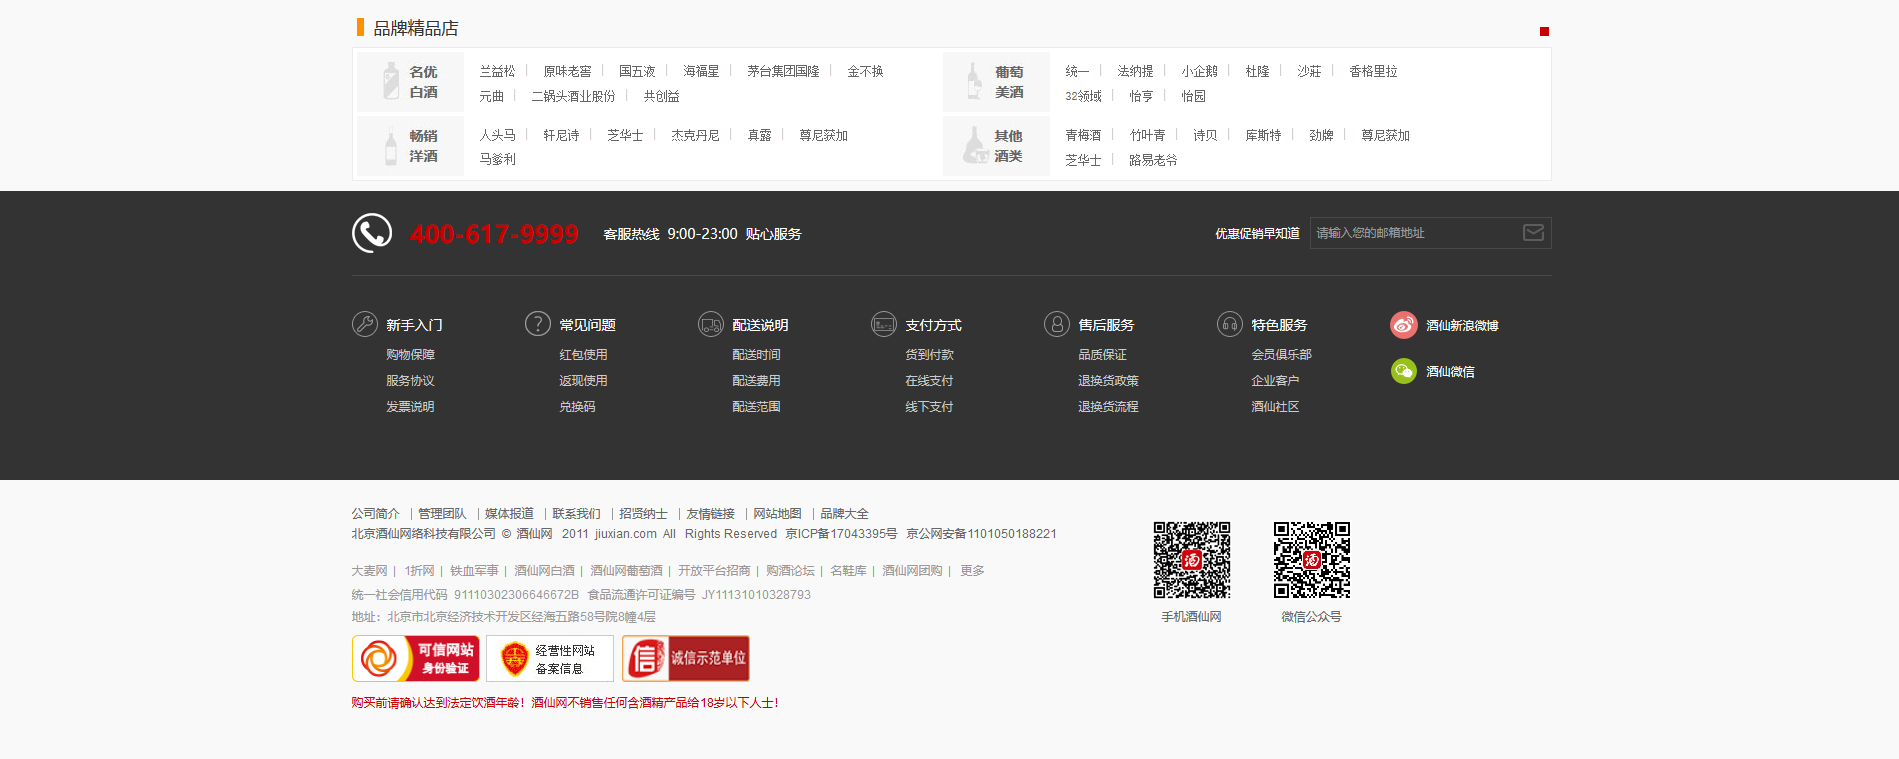 品牌精品店
名优
白酒
兰益松 | 原味老窖 | 国五液 | 海福星 | 茅台集团国隆 | 金不换
元曲 | 二锅头酒业股份 | 共创益
葡萄
美酒
统一 | 法纳提 | 小企鹅 | 杜隆 | 沙莊 | 香格里拉
32领域 | 怡亨 | 怡园
畅销
洋酒
人头马 | 轩尼诗 | 芝华士 | 杰克丹尼 | 真露 | 尊尼获加
马爹利
其他
酒类
青梅酒 | 竹叶青 | 诗贝 | 库斯特 | 劲牌 | 尊尼获加
芝华士 | 路易老爷
400-617-9999 客服热线 9:00-23:00 贴心服务
优惠促销早知道 请输入您的邮箱地址
新手入门
购物保障
服务协议
发票说明
常见问题
红包使用
返现使用
兑换码
配送说明
配送时间
配送费用
配送范围
支付方式
货到付款
在线支付
线下支付
售后服务
品质保证
退换货政策
退换货流程
特色服务
会员俱乐部
企业客户
酒仙社区
酒仙新浪微博
酒仙微信
公司简介 | 管理团队 | 媒体报道 | 联系我们 | 招贤纳士 | 友情链接 | 网站地图 | 品牌大全
北京酒仙网络科技有限公司 © 酒仙网 2011 jiuxian.com All Rights Reserved 京ICP备17043395号 京公网安备1101050188221
大麦网 | 1折网 | 铁血军事 | 酒仙网白酒 | 酒仙网葡萄酒 | 开放平台招商 | 购酒论坛 | 名鞋库 | 酒仙网团购 | 更多
统一社会信用代码 91110302306646672B 食品流通许可证编号 JY11131010328793
地址：北京市北京经济技术开发区经海五路58号院8幢4层
可信网站
身份验证
经营性网站
备案信息
信
诚信示范单位
购买前请确认达到法定饮酒年龄！酒仙网不销售任何含酒精产品给18岁以下人士！
酒
手机酒仙网
酒
微信公众号